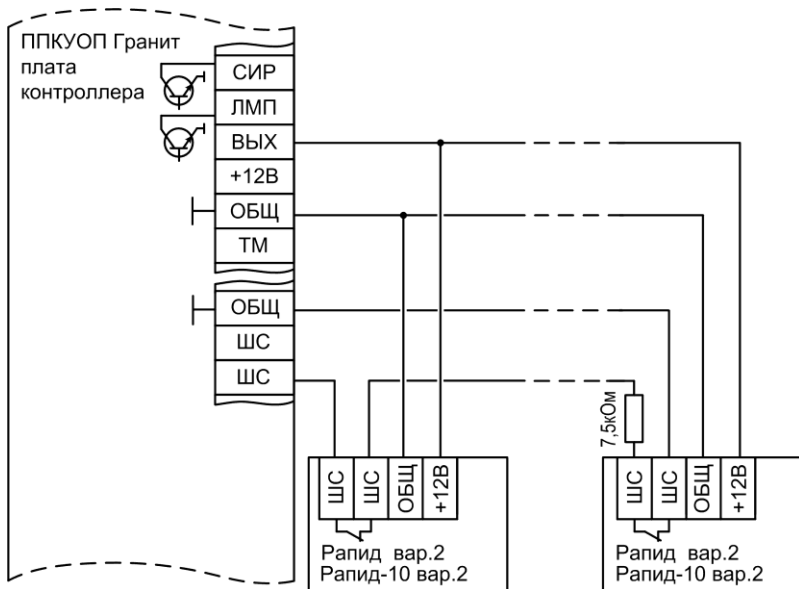 ППКУОП Гранит
плата
контроллера
СИР
ЛМП
ВЫХ
+12В
ОБЩ
ТМ
ОБЩ
ШС
ШС
7,5кОм
ШС
ШС
ОБЩ
+12В
ШС
ШС
ОБЩ
+12В
Рапид вар.2
Рапид-10 вар.2
Рапид вар.2
Рапид-10 вар.2